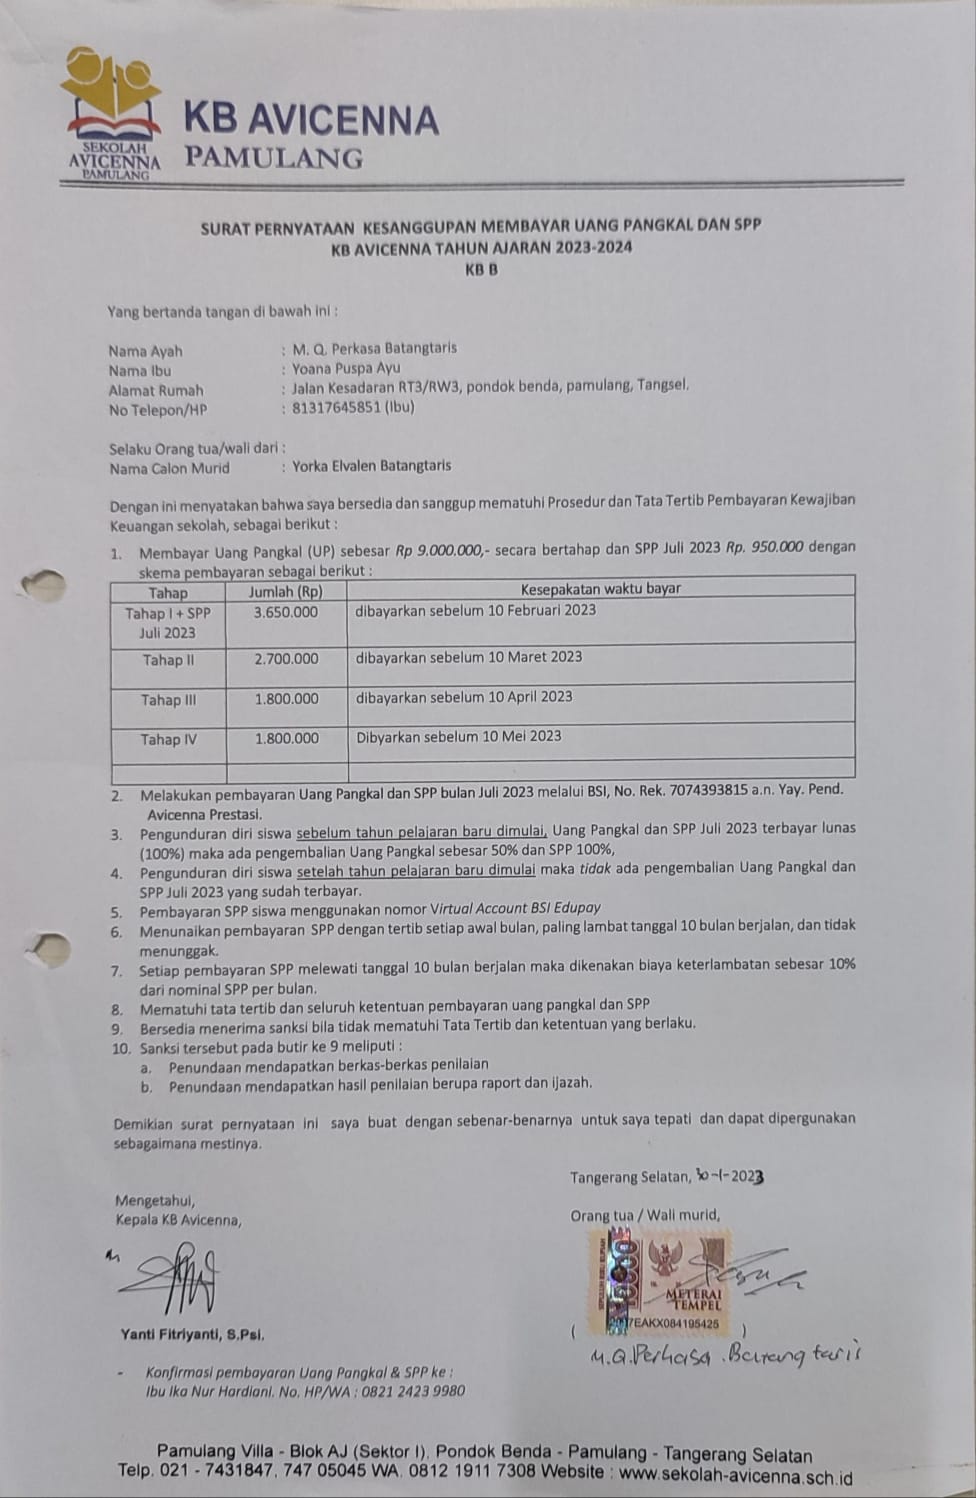 SEKOLAH
AVICENNA
PAMULANG
KB AVICENNA
PAMULANG
SURAT PERNYATAAN KESANGGUPAN MEMBAYAR UANG PANGKAL DAN SPP
KB AVICENNA TAHUN AJARAN 2023-2024
KB B
Yang bertanda tangan di bawah ini :
Nama Ayah : M. Q. Perkasa Batangtaris
Nama Ibu : Yoana Puspa Ayu
Alamat Rumah : Jalan Kesadaran RT3/RW3, pondok benda, pamulang, Tangsel.
No Telepon/HP : 81317645851 (Ibu)
Selaku Orang tua/wali dari :
Nama Calon Murid : Yorka Elvalen Batangtaris
Dengan ini menyatakan bahwa saya bersedia dan sanggup mematuhi Prosedur dan Tata Tertib Pembayaran Kewajiban
Keuangan sekolah, sebagai berikut :
1. Membayar Uang Pangkal (UP) sebesar Rp 9.000.000,- secara bertahap dan SPP Juli 2023 Rp. 950.000 dengan
skema pembayaran sebagai berikut :
Tahap Jumlah (Rp) Kesepakatan waktu bayar
Tahap I + SPP 3.650.000 dibayarkan sebelum 10 Februari 2023
Juli 2023
Tahap II 2.700.000 dibayarkan sebelum 10 Maret 2023
Tahap III 1.800.000 dibayarkan sebelum 10 April 2023
Tahap IV 1.800.000 Dibyarkan sebelum 10 Mei 2023
2. Melakukan pembayaran Uang Pangkal dan SPP bulan Juli 2023 melalui BSI, No. Rek. 7074393815 a.n. Yay. Pend.
Avicenna Prestasi.
3. Pengunduran diri siswa sebelum tahun pelajaran baru dimulai, Uang Pangkal dan SPP Juli 2023 terbayar lunas
(100%) maka ada pengembalian Uang Pangkal sebesar 50% dan SPP 100%,
4. Pengunduran diri siswa setelah tahun pelajaran baru dimulai maka tidak ada pengembalian Uang Pangkal dan
SPP Juli 2023 yang sudah terbayar.
5. Pembayaran SPP siswa menggunakan nomor Virtual Account BSI Edupay
6. Menunaikan pembayaran SPP dengan tertib setiap awal bulan, paling lambat tanggal 10 bulan berjalan, dan tidak
menunggak.
7. Setiap pembayaran SPP melewati tanggal 10 bulan berjalan maka dikenakan biaya keterlambatan sebesar 10%
dari nominal SPP per bulan.
8. Mematuhi tata tertib dan seluruh ketentuan pembayaran uang pangkal dan SPP
9. Bersedia menerima sanksi bila tidak mematuhi Tata Tertib dan ketentuan yang berlaku.
10. Sanksi tersebut pada butir ke 9 meliputi :
a. Penundaan mendapatkan berkas-berkas penilaian
b. Penundaan mendapatkan hasil penilaian berupa raport dan ijazah.
Demikian surat pernyataan ini saya buat dengan sebenar-benarnya untuk saya tepati dan dapat dipergunakan
sebagaimana mestinya.
Tangerang Selatan, 30-1-2023
Mengetahui,
Kepala KB Avicenna,
Orang tua / Wali murid,
10000
METERAI
TEMPEL
EAKX084195425
Yanti Fitriyanti, S.Psi.
( )
M.Q.Perkasa.Batangtaris
- Konfirmasi pembayaran Uang Pangkal & SPP ke :
Ibu Ika Nur Hardiani. No. HP/WA : 0821 2423 9980
Pamulang Villa - Blok AJ (Sektor I), Pondok Benda - Pamulang - Tangerang Selatan
Telp. 021 - 7431847, 747 05045 WA. 0812 1911 7308 Website : www.sekolah-avicenna.sch.id